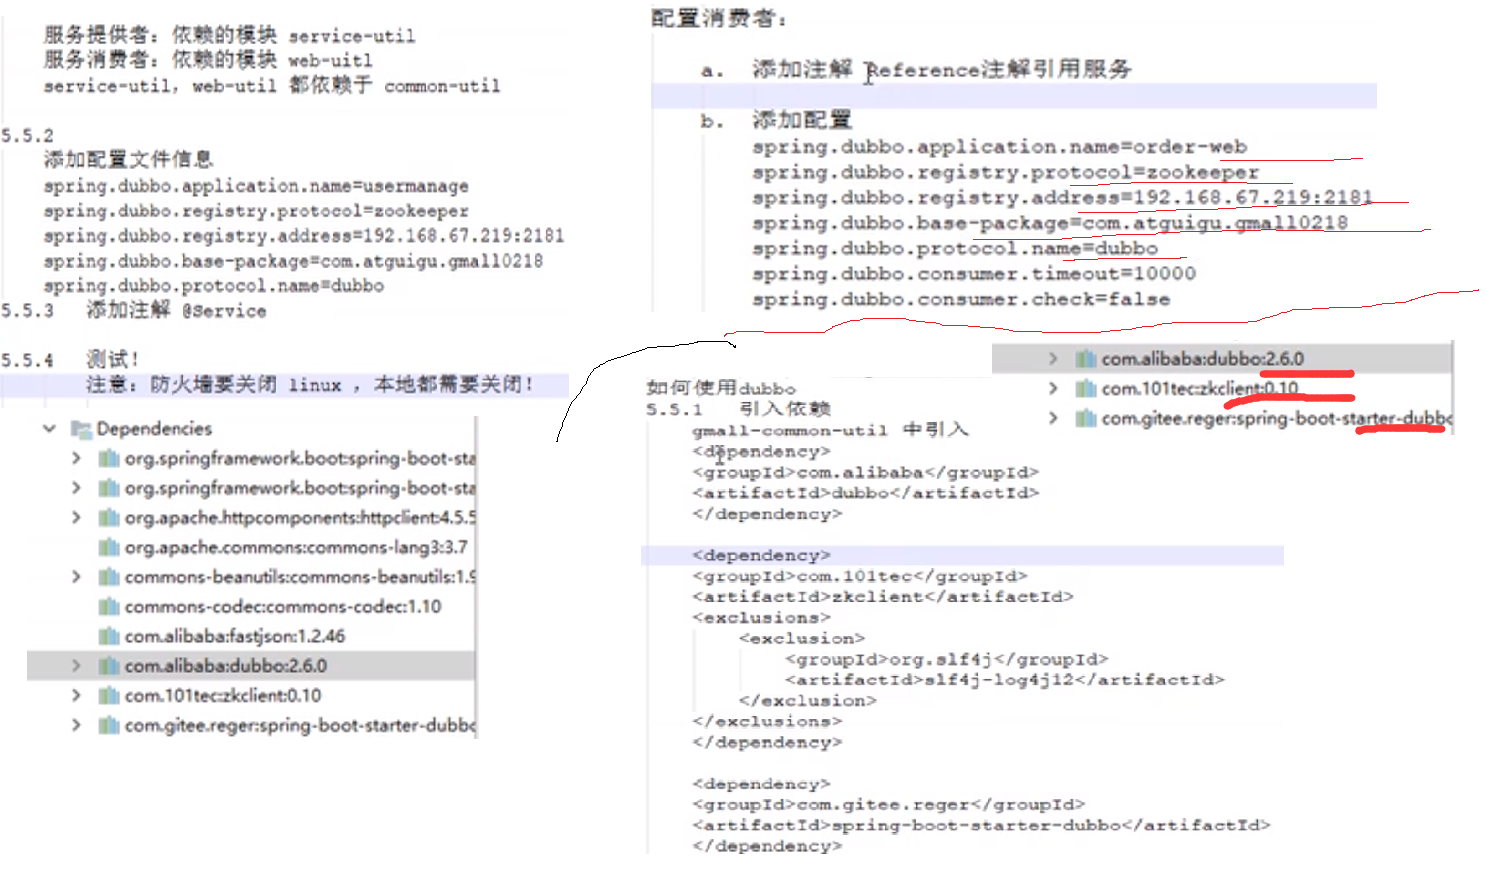 服务提供者：依赖的模块 service-util
服务消费者：依赖的模块 web-uitl
service-util，web-util 都依赖于 common-util
5.5.2
添加配置文件信息
spring.dubbo.application.name=usermanage
spring.dubbo.registry.protocol=zookeeper
spring.dubbo.registry.address=192.168.67.219:2181
spring.dubbo.base-package=com.atguigu.gmall0218
spring.dubbo.protocol.name=dubbo
5.5.3 添加注解 @Service
5.5.4 测试！
注意：防火墙要关闭 linux ，本地都需要关闭！
Dependencies
org.springframework.boot:spring-boot-sta
org.springframework.boot:spring-boot-sta
org.apache.httpcomponents:httpclient:4.5.5
org.apache.commons:commons-lang3:3.7
commons-beanutils:commons-beanutils:1.9
commons-codec:commons-codec:1.10
com.alibaba:fastjson:1.2.46
com.alibaba:dubbo:2.6.0
com.101tec:zkclient:0.10
com.gitee.reger:spring-boot-starter-dubbo
配置消费者：
a. 添加注解 Reference注解引用服务
b. 添加配置
spring.dubbo.application.name=order-web
spring.dubbo.registry.protocol=zookeeper
spring.dubbo.registry.address=192.168.67.219:2181
spring.dubbo.base-package=com.atguigu.gmall0218
spring.dubbo.protocol.name=dubbo
spring.dubbo.consumer.timeout=10000
spring.dubbo.consumer.check=false
com.alibaba:dubbo:2.6.0
com.101tec:zkclient:0.10
com.gitee.reger:spring-boot-starter-dubbo
如何使用dubbo
5.5.1 引入依赖
gmall-common-util 中引入
<dependency>
<groupId>com.alibaba</groupId>
<artifactId>dubbo</artifactId>
</dependency>
<dependency>
<groupId>com.101tec</groupId>
<artifactId>zkclient</artifactId>
<exclusions>
<exclusion>
<groupId>org.slf4j</groupId>
<artifactId>slf4j-log4j12</artifactId>
</exclusion>
</exclusions>
</dependency>
<dependency>
<groupId>com.gitee.reger</groupId>
<artifactId>spring-boot-starter-dubbo</artifactId>
</dependency>